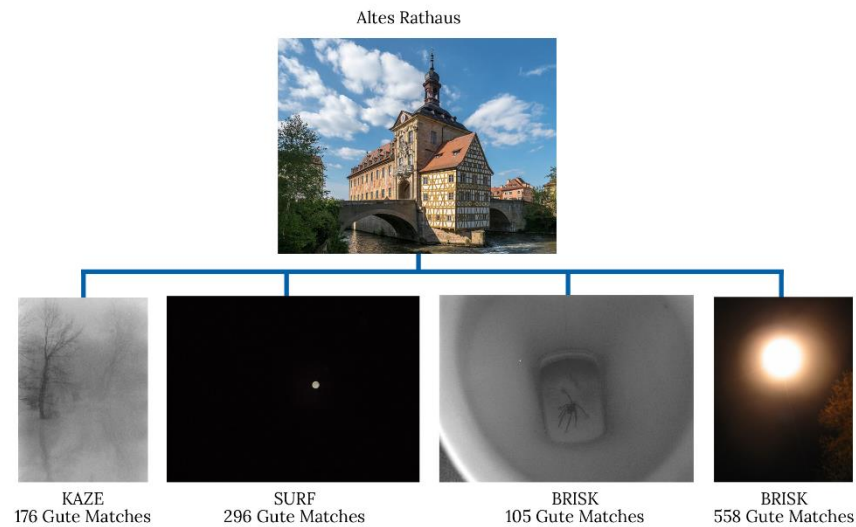 Altes Rathaus
KAZE
176 Gute Matches
SURF
296 Gute Matches
BRISK
105 Gute Matches
BRISK
558 Gute Matches